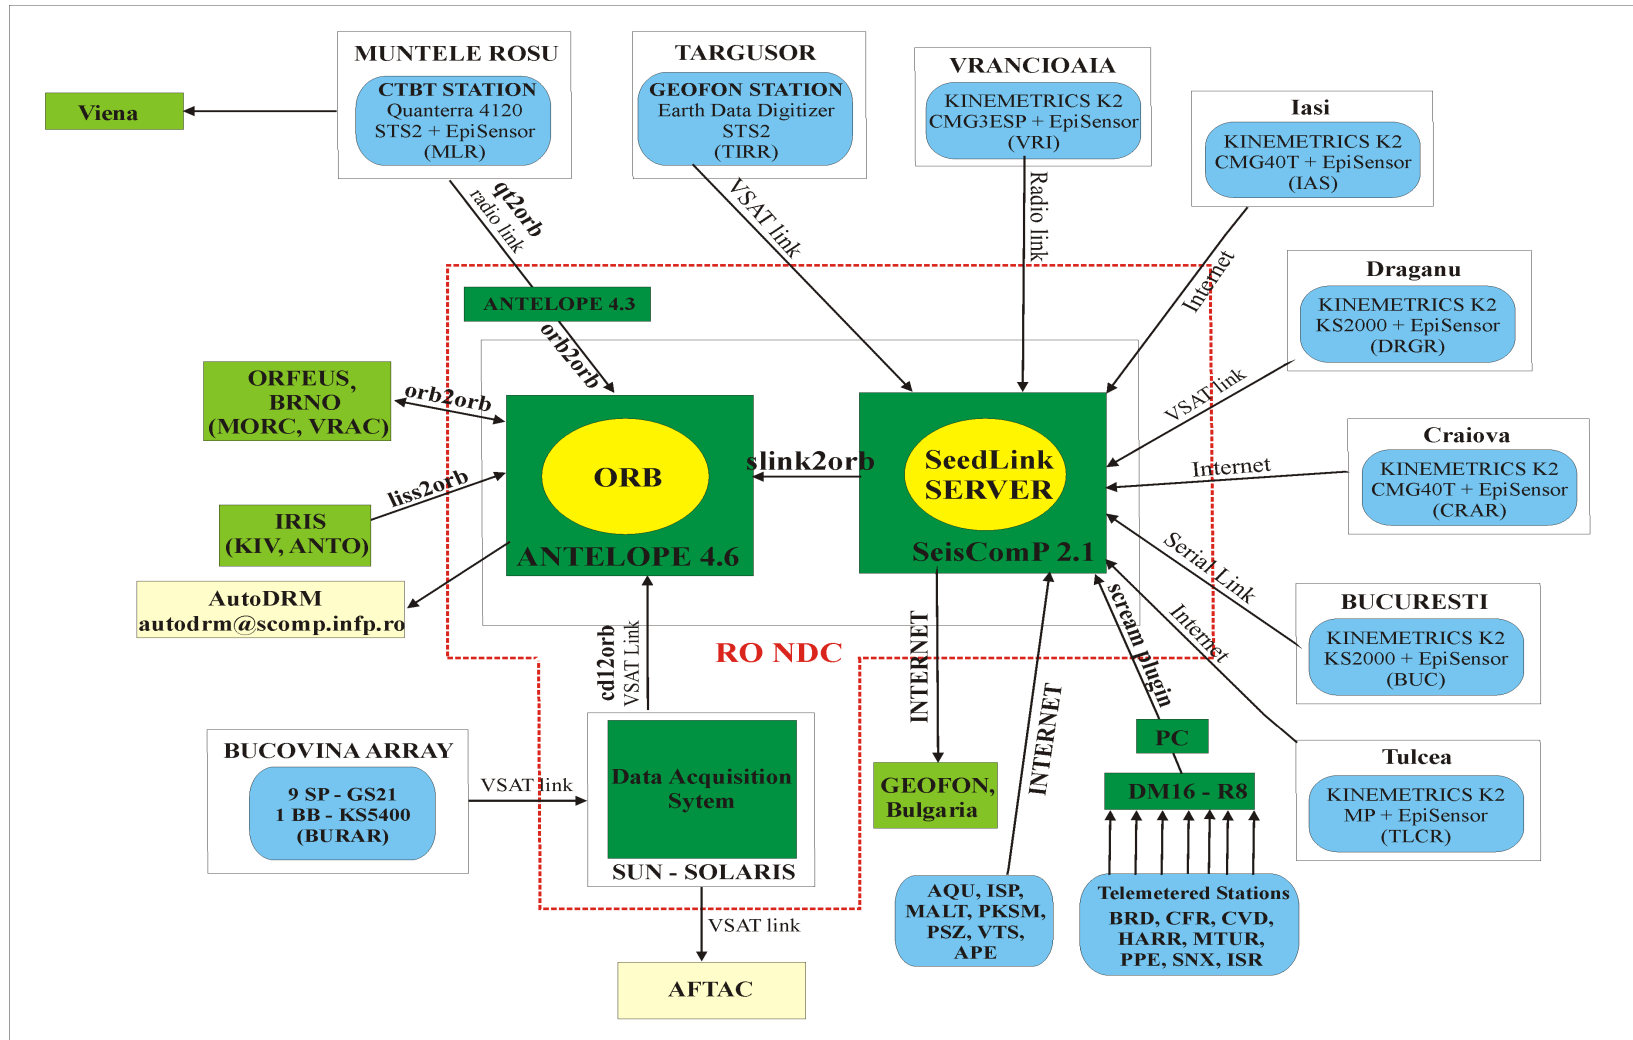 MUNTELE ROSU
CTBT STATION
Quanterra 4120
STS2 + EpiSensor
(MLR)
TARGUSOR
GEOFON STATION
Earth Data Digitizer
STS2
(TIRR)
VRANCIOAIA
KINEMETRICS K2
CMG3ESP + EpiSensor
(VRI)
Iasi
KINEMETRICS K2
CMG40T + EpiSensor
(IAS)
Viena
qt2orb
radio link
VSAT link
Radio link
Internet
Draganu
KINEMETRICS K2
KS2000 + EpiSensor
(DRGR)
VSAT link
ANTELOPE 4.3
orb2orb
ORFEUS,
BRNO
(MORC, VRAC)
orb2orb
IRIS
(KIV, ANTO)
liss2orb
ORB
ANTELOPE 4.6
slink2orb
SeedLink
SERVER
SeisComP 2.1
Craiova
KINEMETRICS K2
CMG40T + EpiSensor
(CRAR)
Internet
AutoDRM
autodrm@scomp.infp.ro
Serial Link
BUCURESTI
KINEMETRICS K2
KS2000 + EpiSensor
(BUC)
RO NDC
cd12orb
VSAT Link
INTERNET
INTERNET
scream plugin
Internet
Tulcea
KINEMETRICS K2
MP + EpiSensor
(TLCR)
BUCOVINA ARRAY
9 SP - GS21
1 BB - KS5400
(BURAR)
VSAT link
Data Acquisition
Sytem
SUN - SOLARIS
GEOFON,
Bulgaria
PC
DM16 - R8
VSAT link
AFTAC
AQU, ISP,
MALT, PKSM,
PSZ, VTS,
APE
Telemetered Stations
BRD, CFR, CVD,
HARR, MTUR,
PPE, SNX, ISR